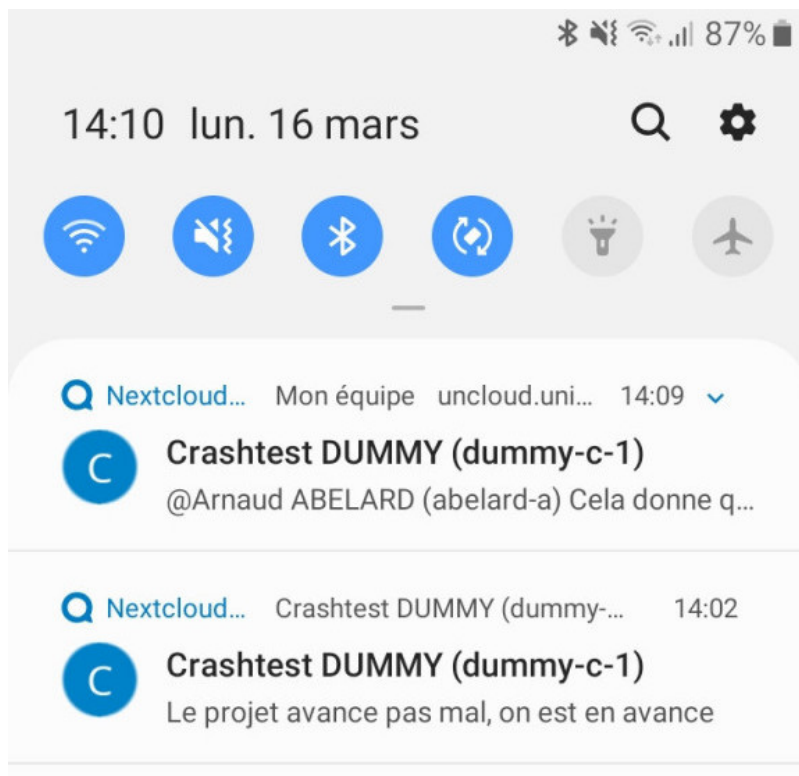 87%
14:10 lun. 16 mars
Nextcloud... Mon équipe uncloud.uni... 14:09
C
Crashtest DUMMY (dummy-c-1)
@Arnaud ABELARD (abelard-a) Cela donne q...
Nextcloud... Crashtest DUMMY (dummy-... 14:02
C
Crashtest DUMMY (dummy-c-1)
Le projet avance pas mal, on est en avance